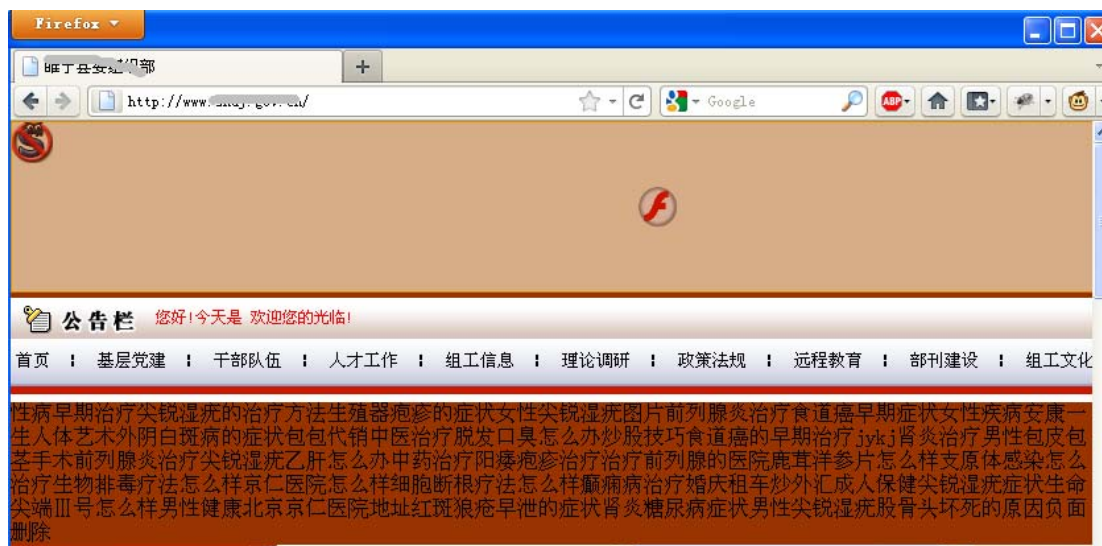 Firefox
县 部
http://www. .gov.cn/
Google
ABP
公告栏 您好!今天是 欢迎您的光临!
首页 ┇ 基层党建 ┇ 干部队伍 ┇ 人才工作 ┇ 组工信息 ┇ 理论调研 ┇ 政策法规 ┇ 远程教育 ┇ 部刊建设 ┇ 组工文化
性病早期治疗尖锐湿疣的治疗方法生殖器疱疹的症状女性尖锐湿疣图片前列腺炎治疗食道癌早期症状女性疾病安康一
生人体艺术外阴白斑病的症状包包代销中医治疗脱发口臭怎么办炒股技巧食道癌的早期治疗jykj肾炎治疗男性包皮包
茎手术前列腺炎治疗尖锐湿疣乙肝怎么办中药治疗阳痿疱疹治疗治疗前列腺的医院鹿茸洋参片怎么样支原体感染怎么
治疗生物排毒疗法怎么样京仁医院怎么样细胞断根疗法怎么样癫痫病治疗婚庆租车炒外汇成人保健尖锐湿疣症状生命
尖端Ⅲ号怎么样男性健康北京京仁医院地址红斑狼疮早泄的症状肾炎糖尿病症状男性尖锐湿疣股骨头坏死的原因负面
删除